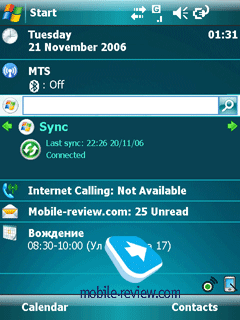 Start
Tuesday 01:31
21 November 2006
MTS
: Off
Sync
Last sync: 22:26 20/11/06
Connected
Internet Calling: Not Available
Mobile-review.com: 25 Unread
Вождение
08:30-10:00 (Ул 17)
mobile-review.com
Calendar Contacts